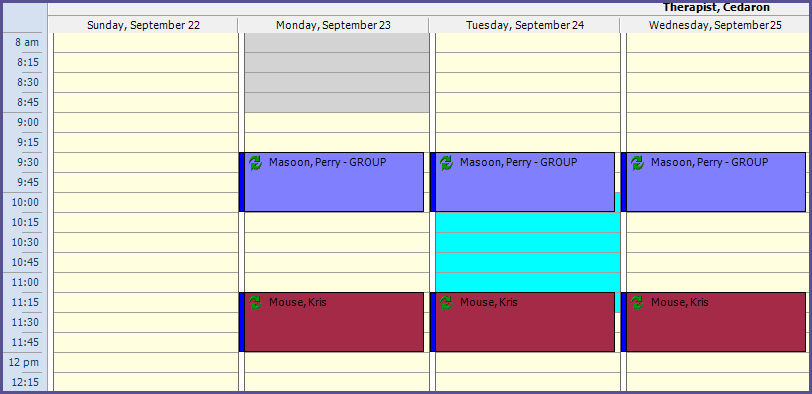 Therapist, Cedaron
Sunday, September 22
Monday, September 23
Tuesday, September 24
Wednesday, September 25
8 am
8:15
8:30
8:45
9:00
9:15
9:30
Masoon, Perry - GROUP
Masoon, Perry - GROUP
Masoon, Perry - GROUP
9:45
10:00
10:15
10:30
10:45
11:00
11:15
Mouse, Kris
Mouse, Kris
Mouse, Kris
11:30
11:45
12 pm
12:15